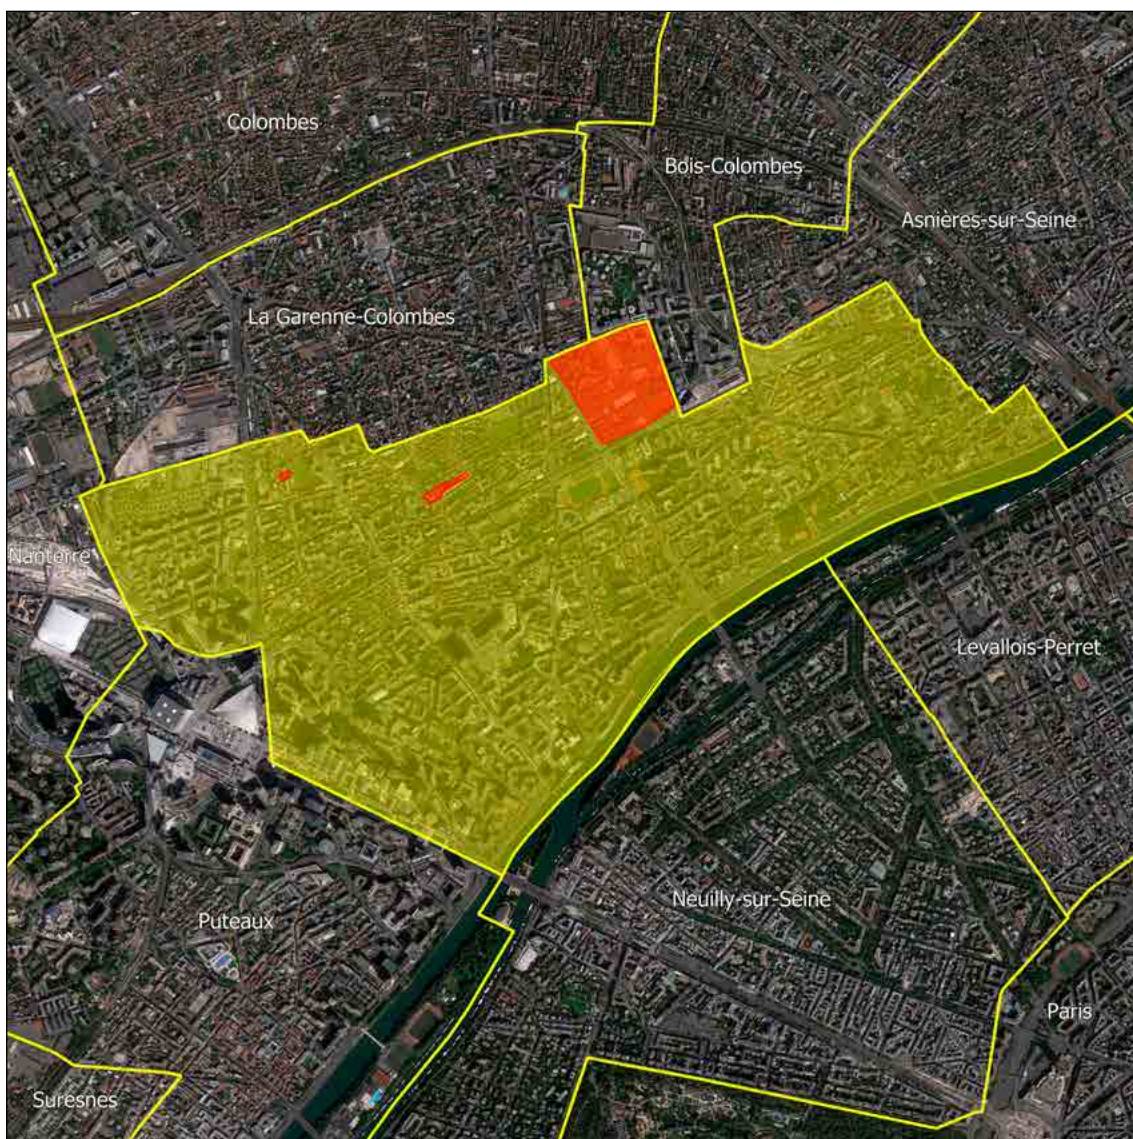 Colombes
Bois-Colombes
Asnières-sur-Seine
La Garenne-Colombes
Nanterre
Levallois-Perret
Neuilly-sur-Seine
Puteaux
Paris
Suresnes